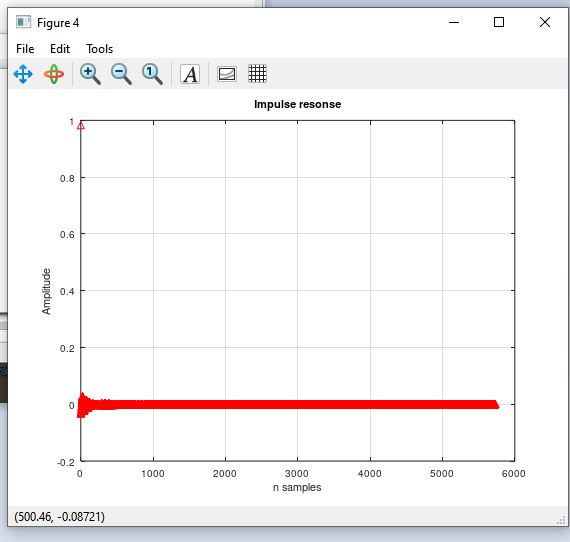 Figure 4
File Edit Tools
1 A
Impulse resonse
1
0.8
0.6
0.4
0.2
0
-0.2
Amplitude
0 1000 2000 3000 4000 5000 6000
n samples
(500.46, -0.08721)